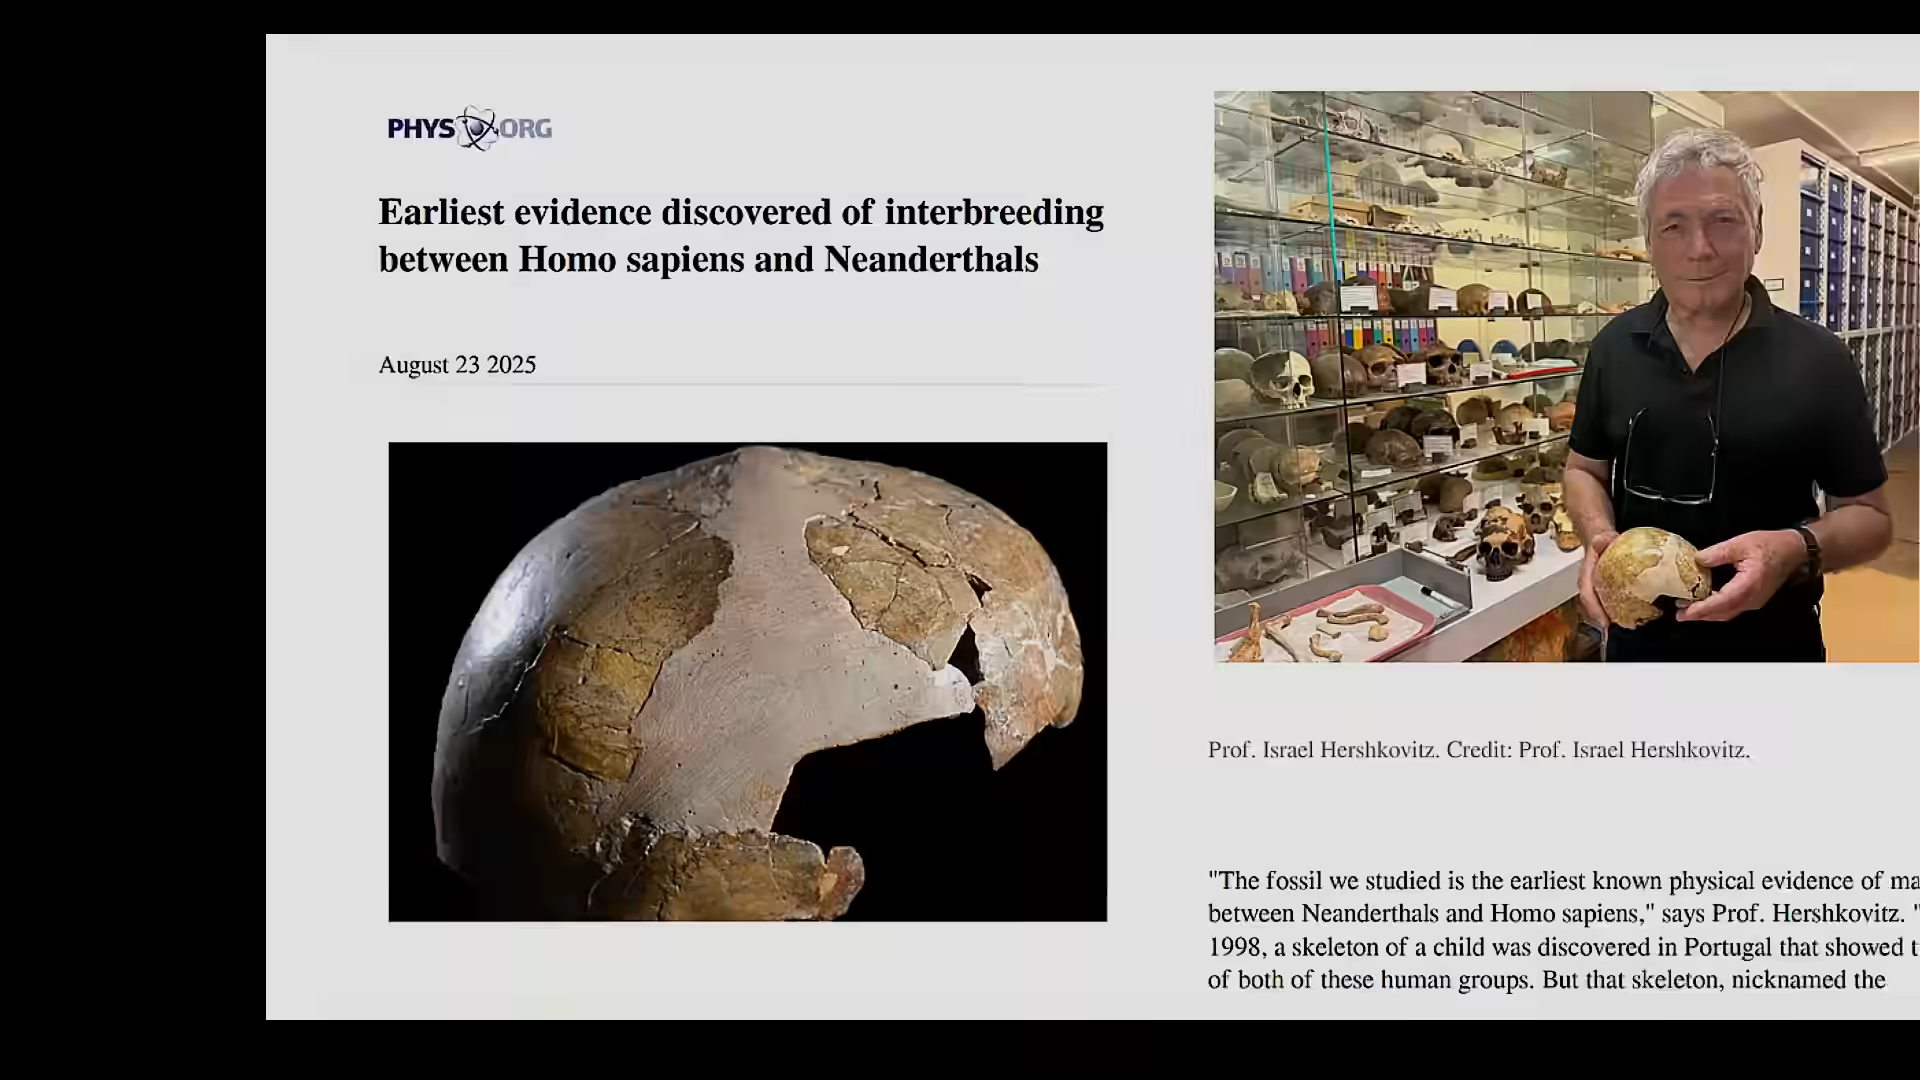 PHYS ORG
Earliest evidence discovered of interbreeding
between Homo sapiens and Neanderthals
August 23 2025
Prof. Israel Hershkovitz. Credit: Prof. Israel Hershkovitz.
"The fossil we studied is the earliest known physical evidence of
between Neanderthals and Homo sapiens," says Prof. Hershkovitz. "
1998, a skeleton of a child was discovered in Portugal that showed
of both of these human groups. But that skeleton, nicknamed the